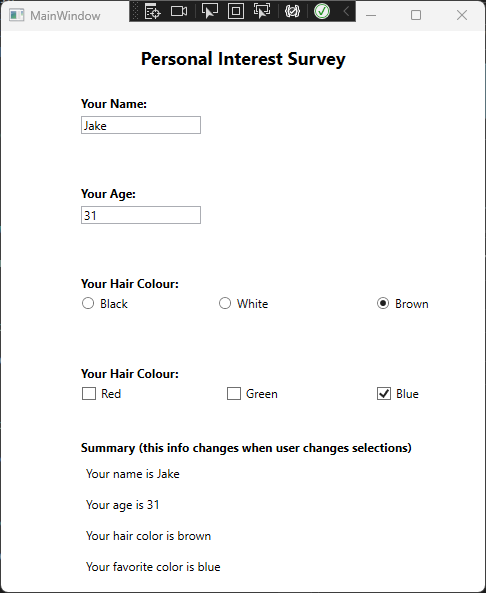 MainWindow
Personal Interest Survey
Your Name:
Jake
Your Age:
31
Your Hair Colour:
Black White Brown
Your Hair Colour:
Red Green Blue
Summary (this info changes when user changes selections)
Your name is Jake
Your age is 31
Your hair color is brown
Your favorite color is blue